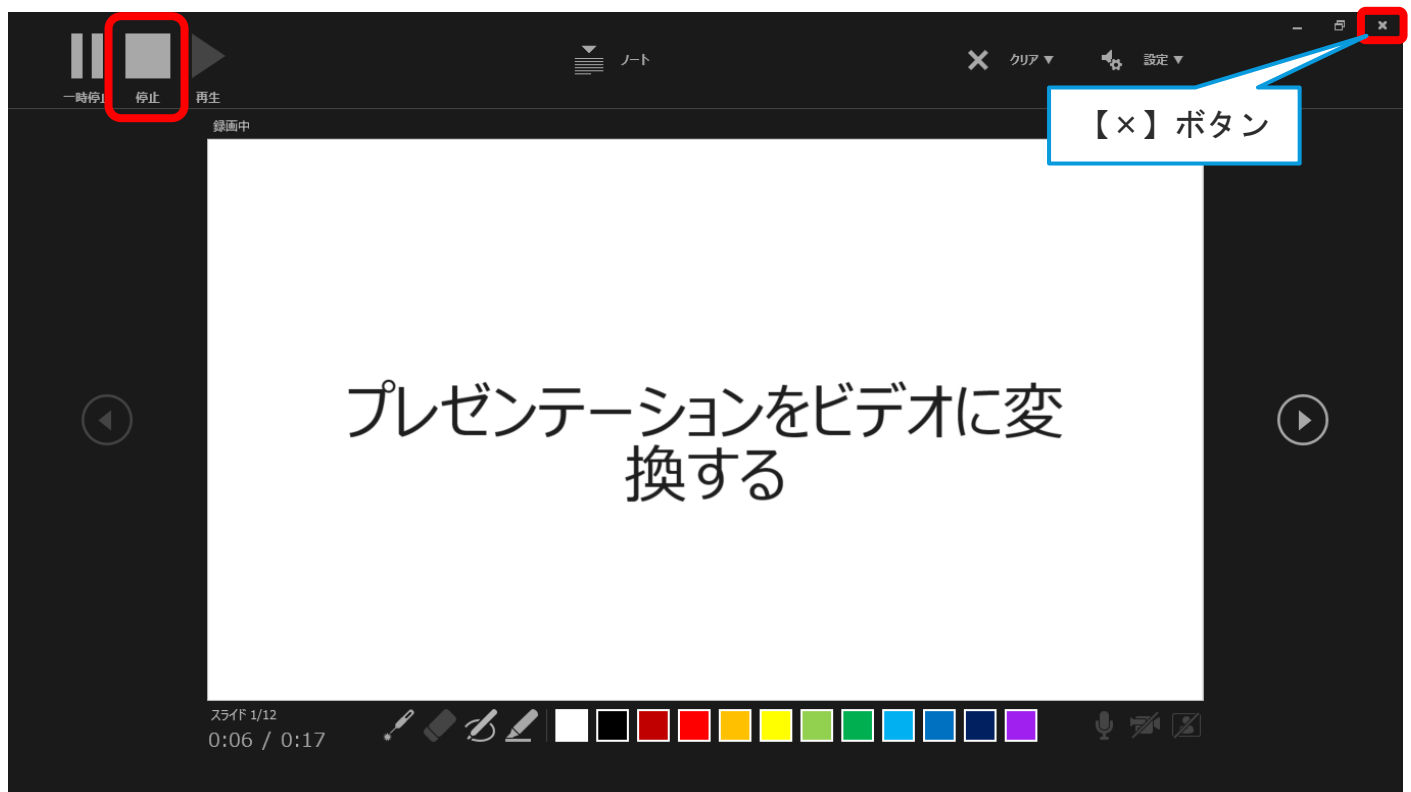 ノート
クリア ▼
設定 ▼
一時停止
停止
再生
【×】ボタン
録画中
プレゼンテーションをビデオに変
換する
スライド 1/12
0:06 / 0:17